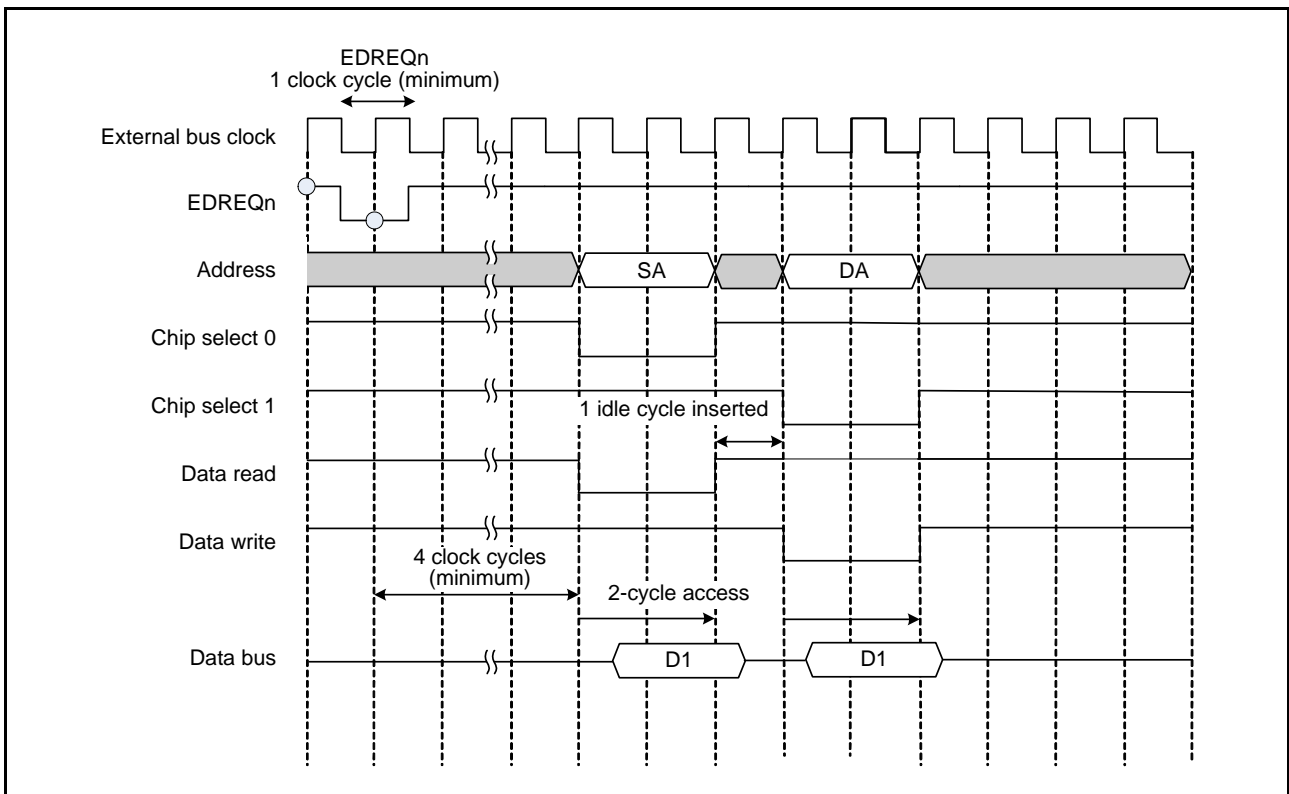 EDREQn
1 clock cycle (minimum)
External bus clock
EDREQn
Address
SA
DA
Chip select 0
Chip select 1
1 idle cycle inserted
Data read
Data write
4 clock cycles
(minimum)
2-cycle access
Data bus
D1
D1